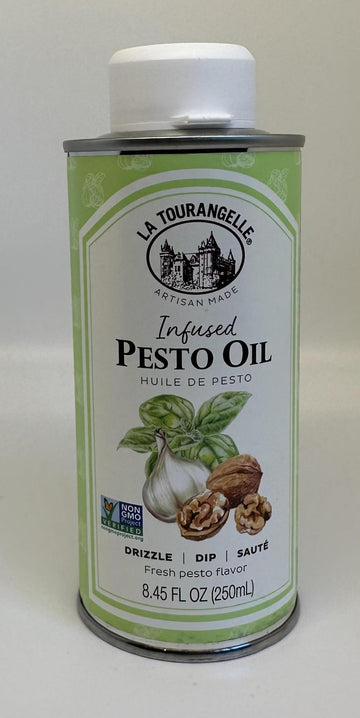 LA TOURANGELLE®
ARTISAN MADE
Infused
PESTO OIL
HUILE DE PESTO
NON
GMO
Project
VERIFIED
nongmoproject.org
DRIZZLE | DIP | SAUTÉ
Fresh pesto flavor
8.45 FL OZ (250mL)